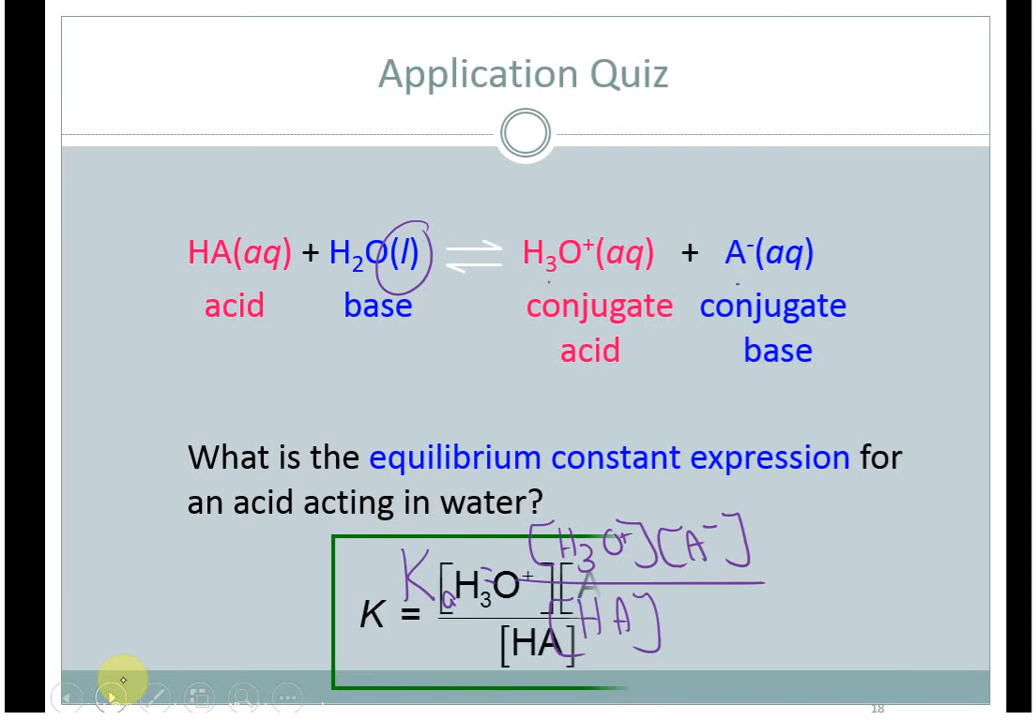 Application Quiz
HA(aq) + H₂O(l) ⇌ H₃O⁺(aq) + A⁻(aq)
acid base conjugate conjugate
acid base
What is the equilibrium constant expression for
an acid acting in water?
[H₃O⁺][A⁻]
Kₐ =
[HA]
[H₃O⁺][A
K =
[HA]
18